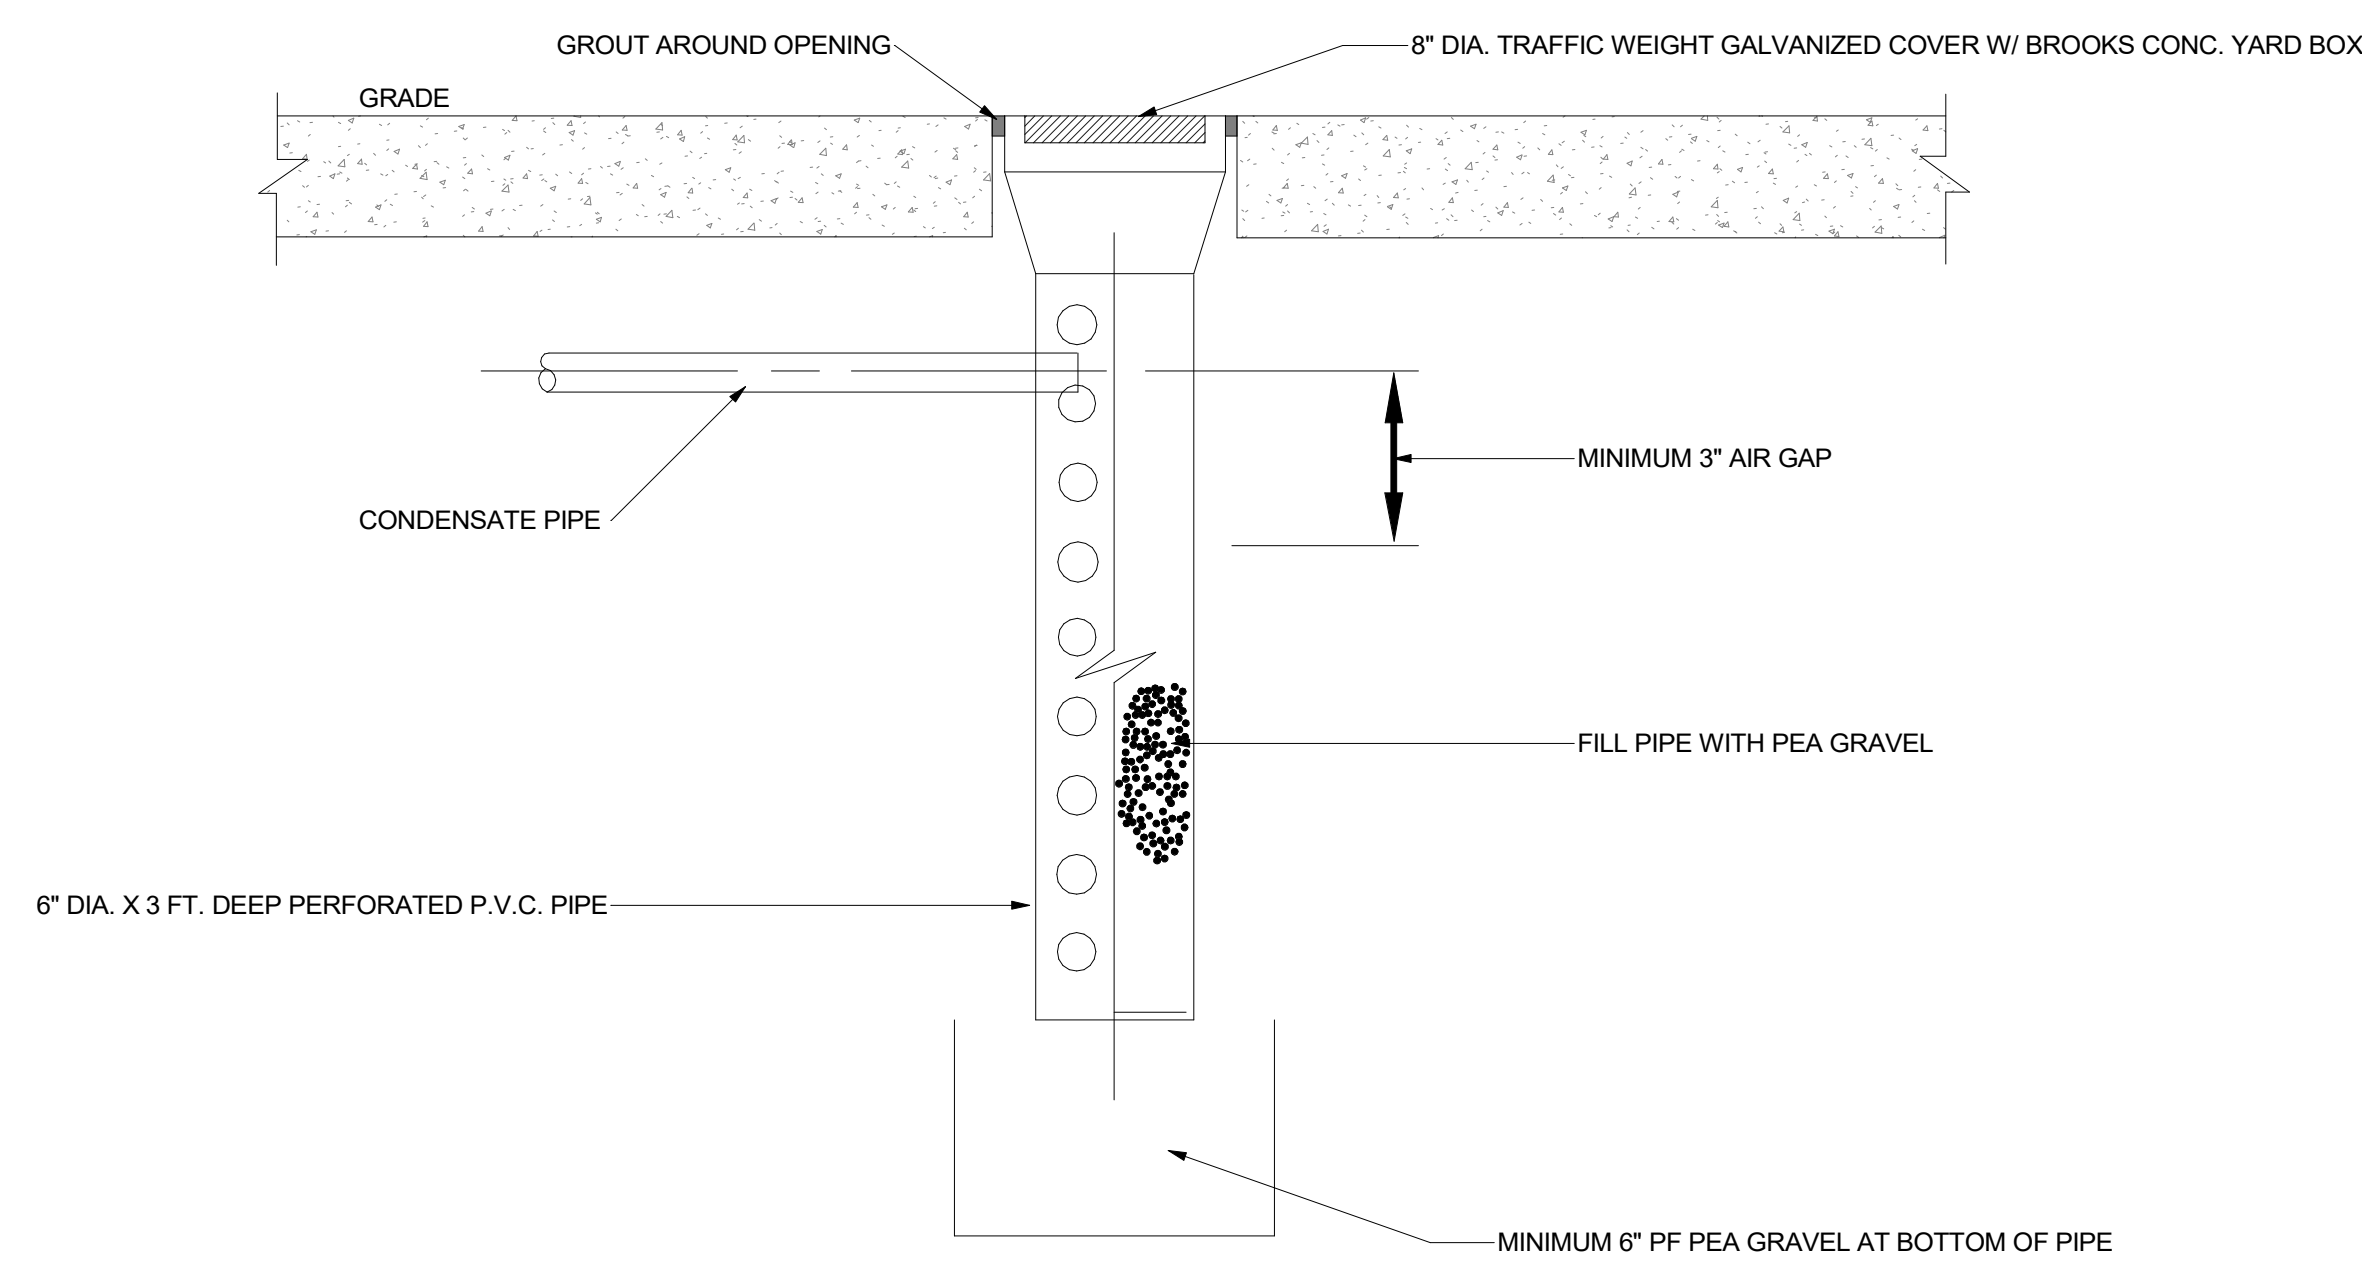 GROUT AROUND OPENING
8" DIA. TRAFFIC WEIGHT GALVANIZED COVER W/ BROOKS CONC. YARD BOX
GRADE
MINIMUM 3" AIR GAP
CONDENSATE PIPE
FILL PIPE WITH PEA GRAVEL
6" DIA. X 3 FT. DEEP PERFORATED P.V.C. PIPE
MINIMUM 6" PF PEA GRAVEL AT BOTTOM OF PIPE